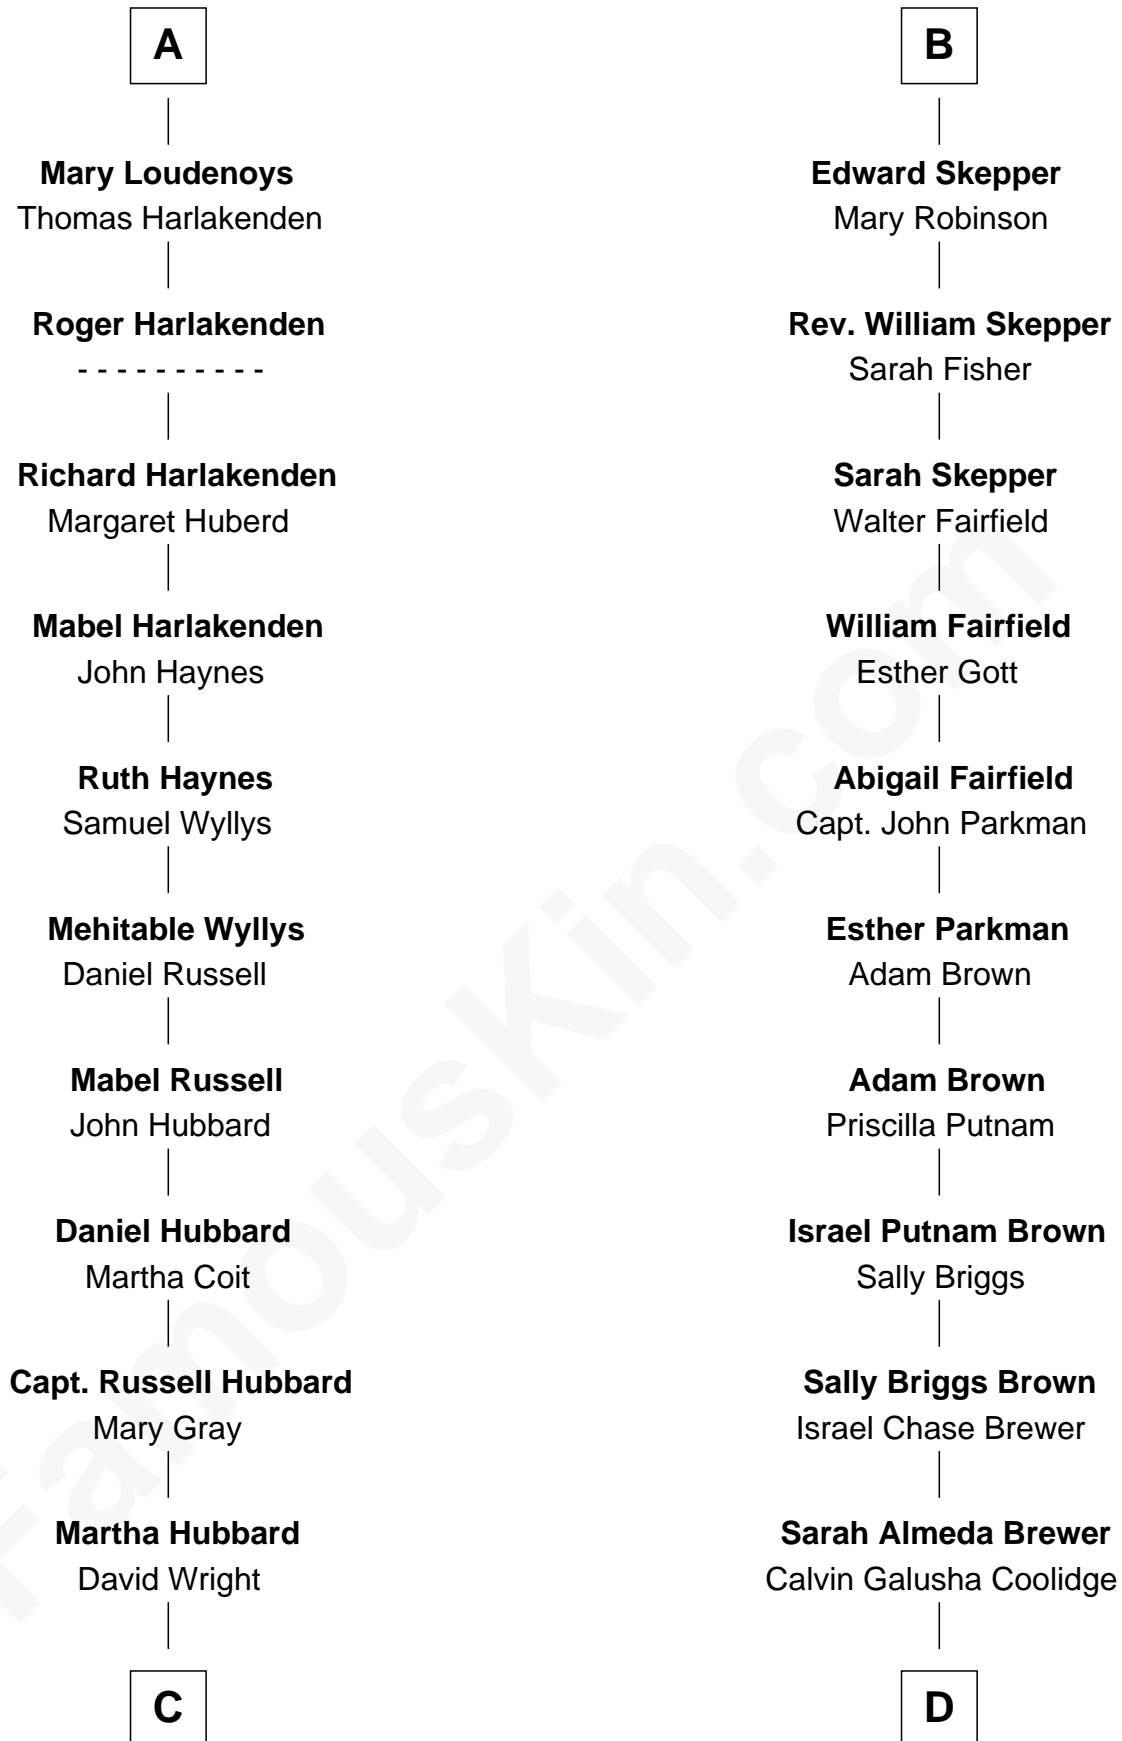 A
Mary Loudenoys
Thomas Harlakenden
Roger Harlakenden
- - - - - - - - - -
Richard Harlakenden
Margaret Huberd
Mabel Harlakenden
John Haynes
Ruth Haynes
Samuel Wyllys
Mehitable Wyllys
Daniel Russell
Mabel Russell
John Hubbard
Daniel Hubbard
Martha Coit
Capt. Russell Hubbard
Mary Gray
Martha Hubbard
David Wright
C
B
Edward Skepper
Mary Robinson
Rev. William Skepper
Sarah Fisher
Sarah Skepper
Walter Fairfield
William Fairfield
Esther Gott
Abigail Fairfield
Capt. John Parkman
Esther Parkman
Adam Brown
Adam Brown
Priscilla Putnam
Israel Putnam Brown
Sally Briggs
Sally Briggs Brown
Israel Chase Brewer
Sarah Almeda Brewer
Calvin Galusha Coolidge
D
FamousKin.com